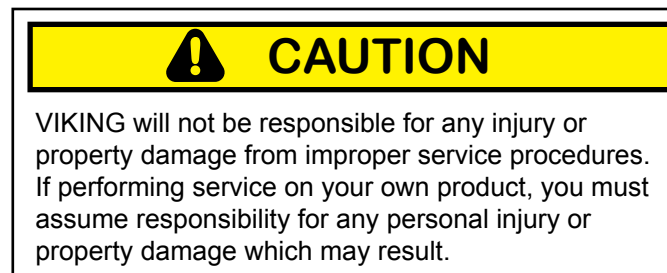 CAUTION
VIKING will not be responsible for any injury or
property damage from improper service procedures.
If performing service on your own product, you must
assume responsibility for any personal injury or
property damage which may result.